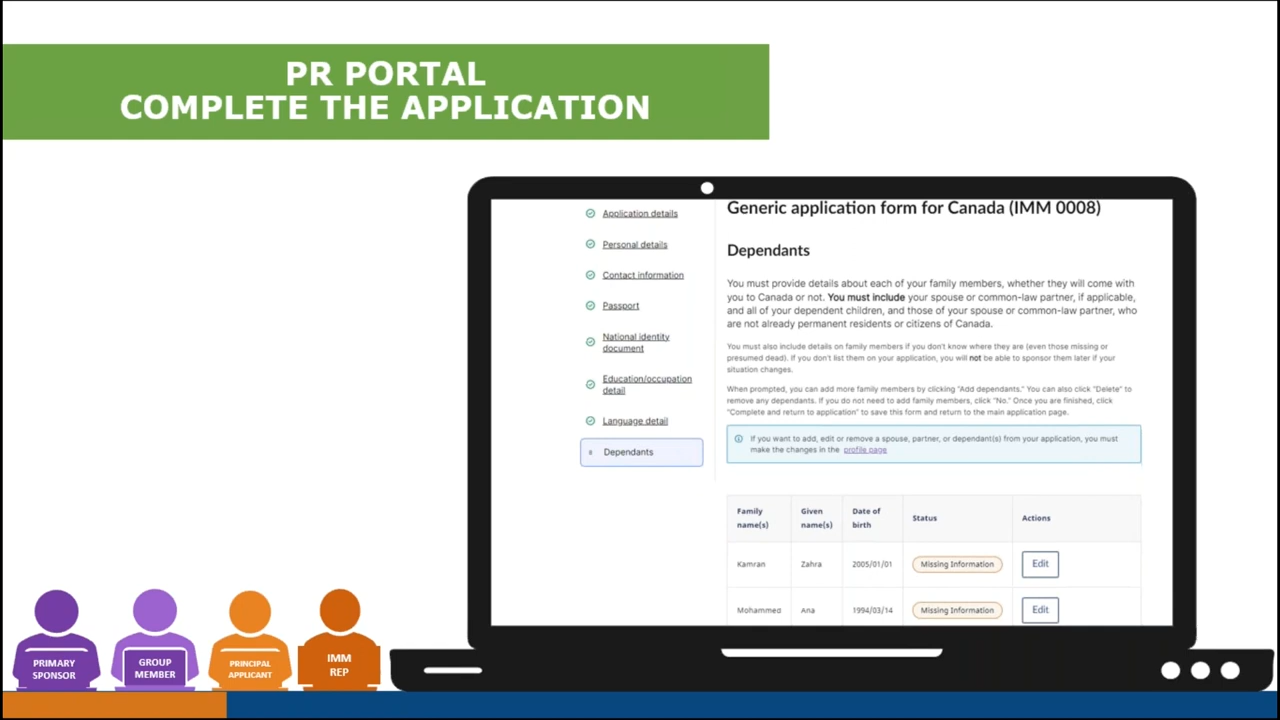 PR PORTAL
COMPLETE THE APPLICATION
Application details
Personal details
Contact information
Passport
National identity
document
Education/occupation
detail
Language detail
Dependants
Generic application form for Canada (IMM 0008)
Dependants
You must provide details about each of your family members, whether they will come with
you to Canada or not. You must include your spouse or common-law partner, if applicable,
and all of your dependent children, and those of your spouse or common-law partner, who
are not already permanent residents or citizens of Canada.
You must also include details on family members if you don't know where they are (even those missing or
presumed dead). If you don't list them on your application, you will not be able to sponsor them later if your
situation changes.
When prompted, you can add more family members by clicking "Add dependants." You can also click "Delete" to
remove any dependants. If you do not need to add family members, click "No." Once you are finished, click
"Complete and return to application" to save this form and return to the main application page.
If you want to add, edit or remove a spouse, partner, or dependant(s) from your application, you must
make the changes in the profile page
Family name(s) Given name(s) Date of birth Status Actions
Kamran Zahra 2005/01/01 Missing Information Edit
Mohammed Ana 1994/03/14 Missing Information Edit
PRIMARY
SPONSOR
GROUP
MEMBER
PRINCIPAL
APPLICANT
IMM
REP